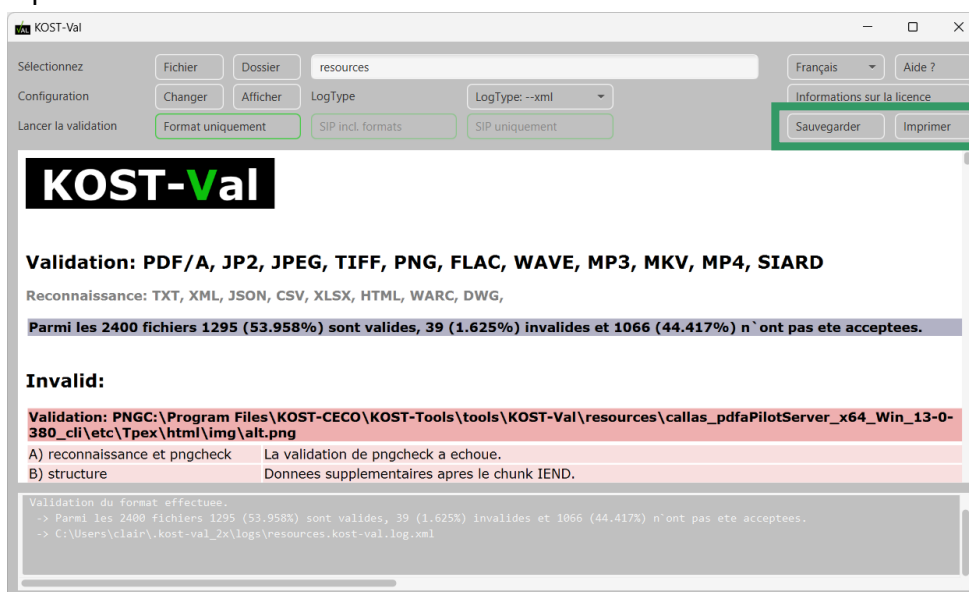 KOST-Val
Sélectionnez Fichier Dossier resources Français Aide ?
Configuration Changer Afficher LogType LogType: --xml Informations sur la licence
Lancer la validation Format uniquement SIP incl. formats SIP uniquement Sauvegarder Imprimer
KOST-Val
Validation: PDF/A, JP2, JPEG, TIFF, PNG, FLAC, WAVE, MP3, MKV, MP4, SIARD
Reconnaissance: TXT, XML, JSON, CSV, XLSX, HTML, WARC, DWG,
Parmi les 2400 fichiers 1295 (53.958%) sont valides, 39 (1.625%) invalides et 1066 (44.417%) n`ont pas ete acceptees.
Invalid:
Validation: PNGC:\Program Files\KOST-CECO\KOST-Tools\tools\KOST-Val\resources\callas_pdfaPilotServer_x64_Win_13-0-
380_cli\etc\Tpex\html\img\alt.png
A) reconnaissance et pngcheck La validation de pngcheck a echoue.
B) structure Donnees supplementaires apres le chunk IEND.
Validation du format effectuee.
-> Parmi les 2400 fichiers 1295 (53.958%) sont valides, 39 (1.625%) invalides et 1066 (44.417%) n`ont pas ete acceptees.
-> C:\Users\clair\.kost-val_2x\logs\resources.kost-val.log.xml